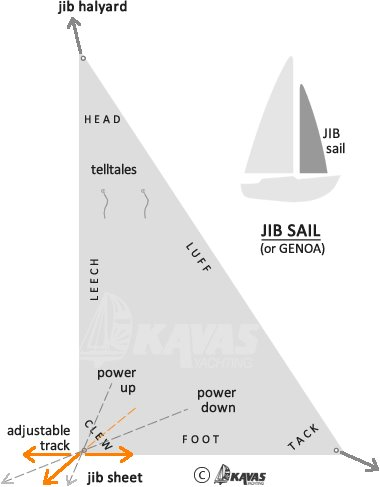 jib halyard
HEAD
telltales
JIB
sail
JIB SAIL
(or GENOA)
LUFF
LEECH
KAVAS
YACHTING
power
up
power
down
adjustable
track
CLEW
FOOT
TACK
jib sheet
© KAVAS
YACHTING